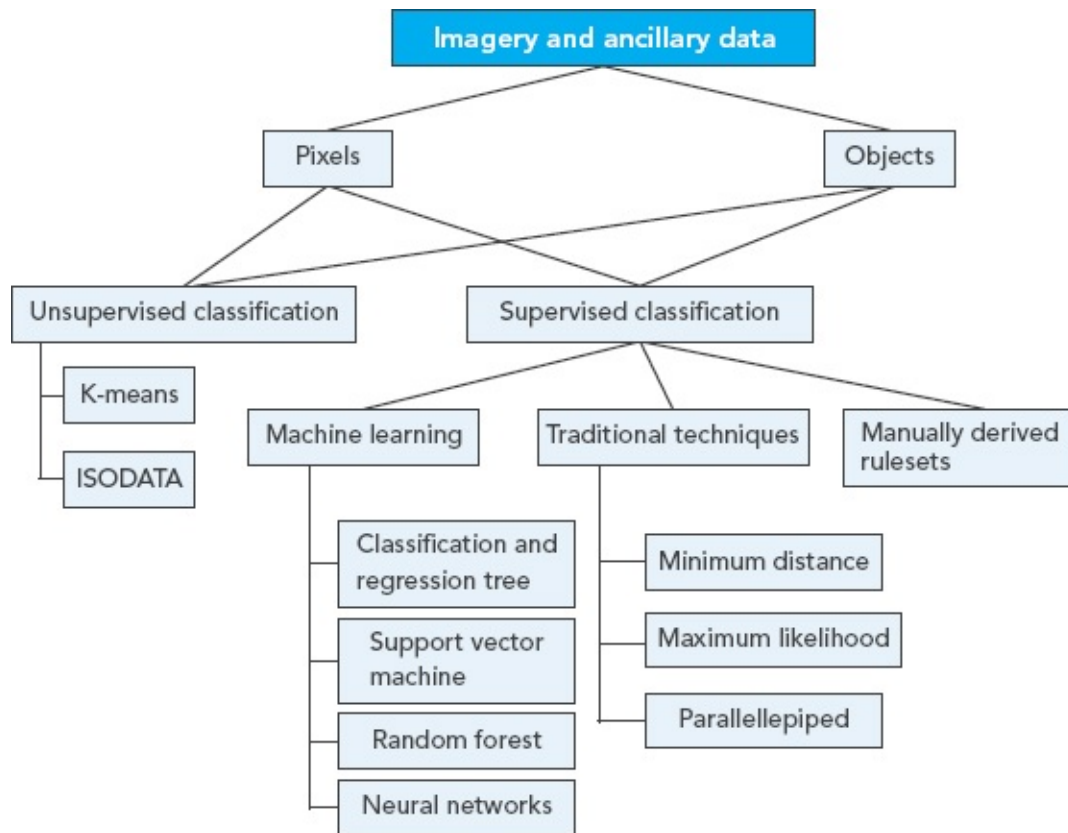 Imagery and ancillary data
Pixels
Objects
Unsupervised classification
Supervised classification
K-means
ISODATA
Machine learning
Traditional techniques
Manually derived
rulesets
Classification and
regression tree
Support vector
machine
Random forest
Neural networks
Minimum distance
Maximum likelihood
Parallellepiped